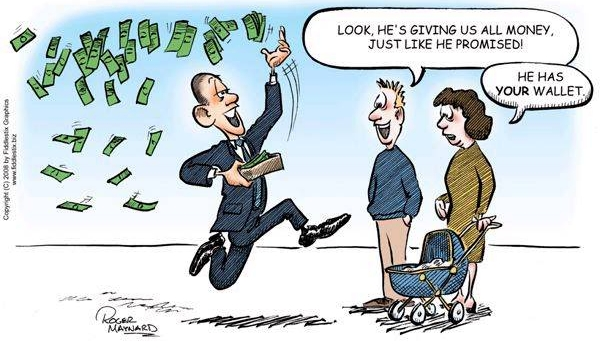 LOOK, HE'S GIVING US ALL MONEY,
JUST LIKE HE PROMISED!
HE HAS
YOUR WALLET.
Copyright (C) 2008 by Fiddlestix Graphics
www.fiddlestix.biz
ROGER
MAYNARD